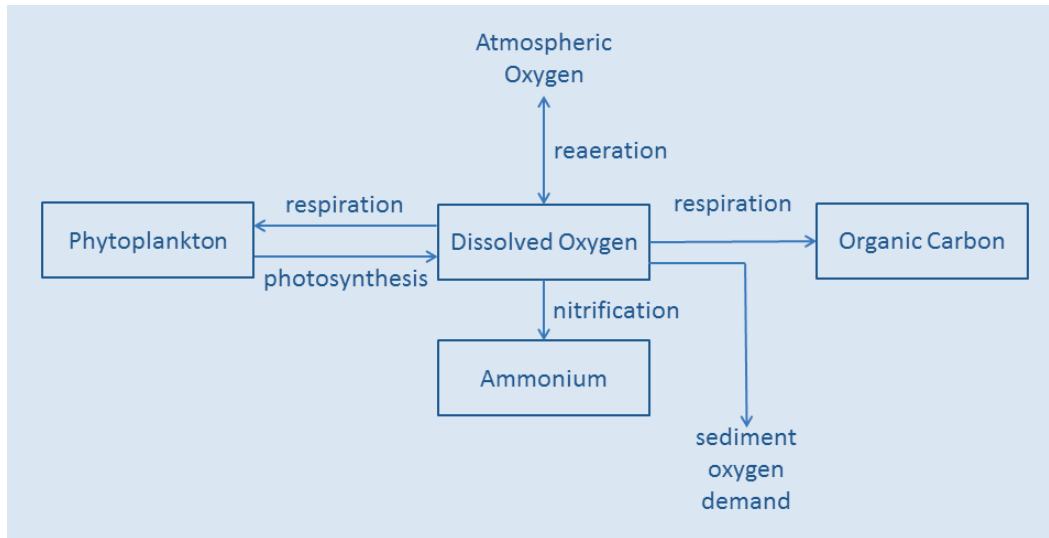 Atmospheric
Oxygen
reaeration
respiration
respiration
Phytoplankton
Dissolved Oxygen
Organic Carbon
photosynthesis
nitrification
Ammonium
sediment
oxygen
demand